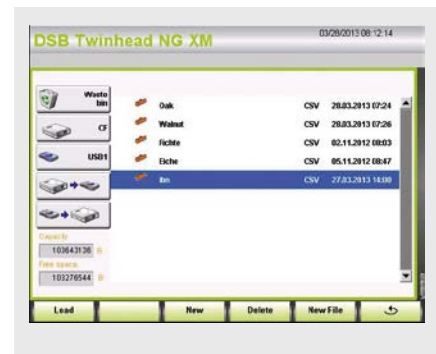 DSB Twinhead NG XM
03/28/2013 08:12:14
Waste bin
CF
USB1
Oak CSV 28.03.2013 07:24
Walnut CSV 28.03.2013 07:26
Fichte CSV 02.11.2012 08:03
Eiche CSV 05.11.2012 08:47
ibn CSV 27.03.2013 14:00
Capacity
103643136 B
Free space
103276544 B
Load New Delete New File